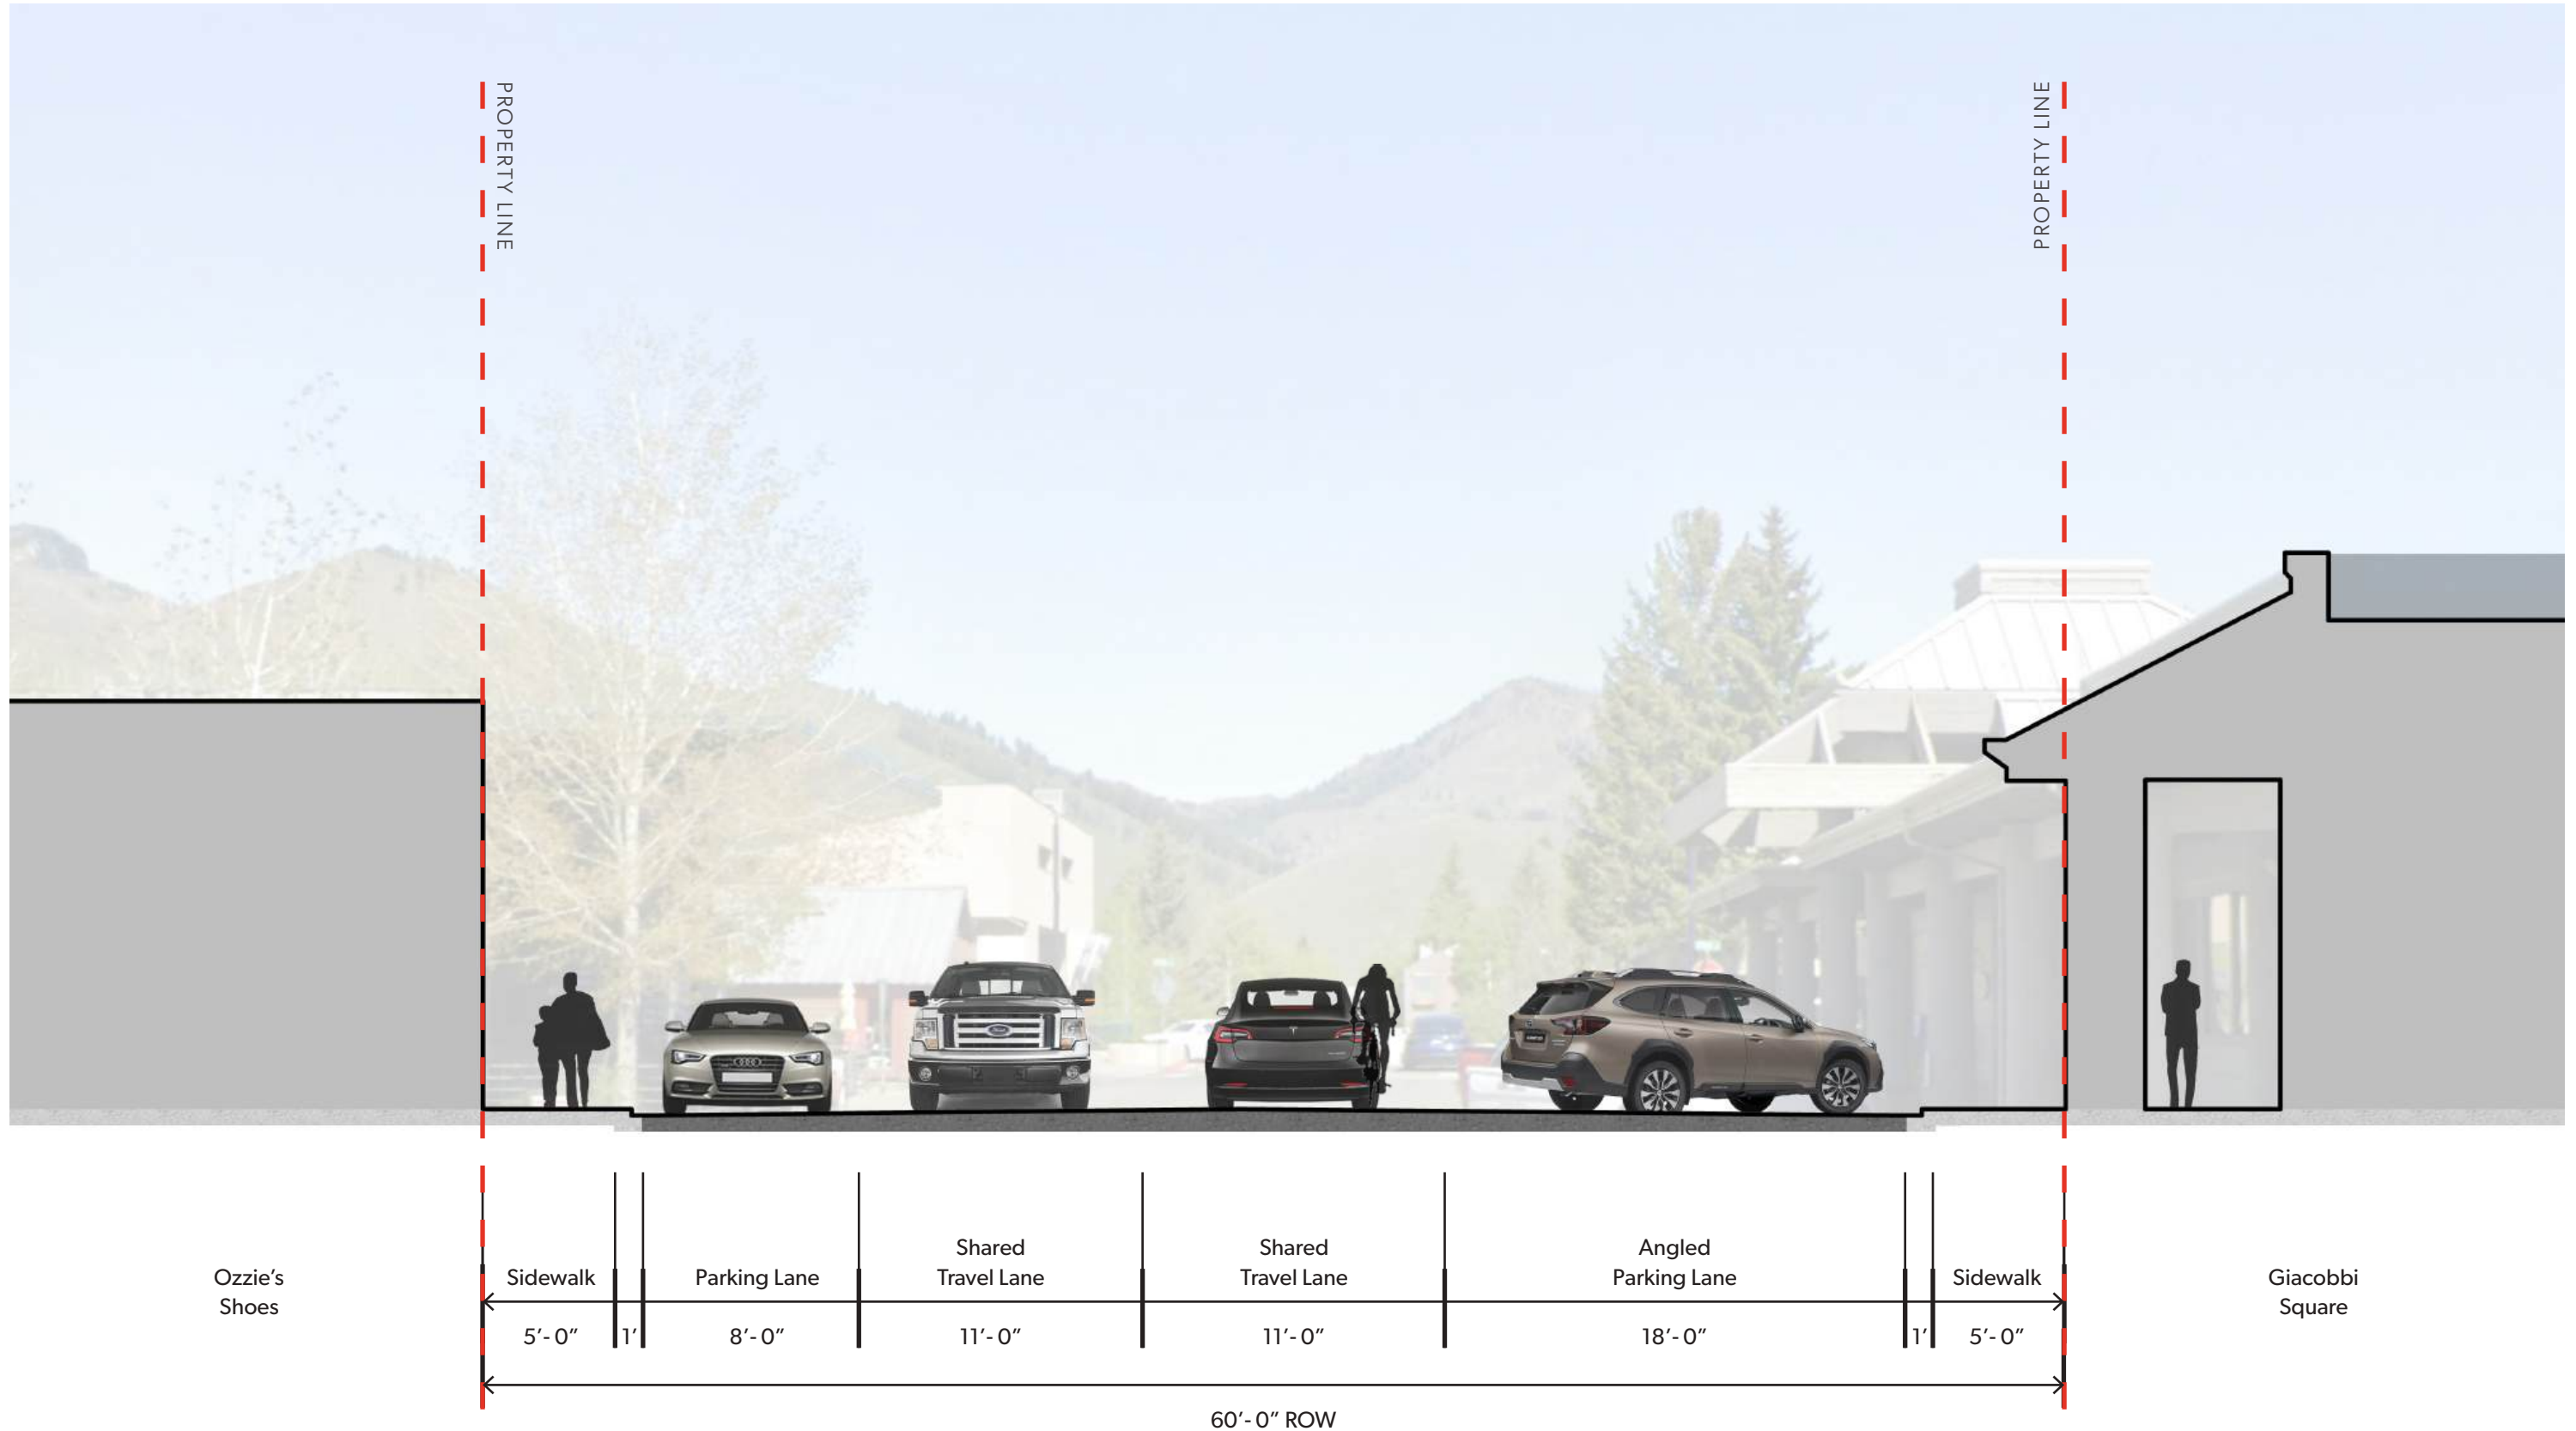 PROPERTY LINE
PROPERTY LINE
Ford
Ozzie’s
Shoes
Sidewalk
Parking Lane
Shared
Travel Lane
Shared
Travel Lane
Angled
Parking Lane
Sidewalk
Giacobbi
Square
5’- 0”
1’
8’- 0”
11’- 0”
11’- 0”
18’- 0”
1’
5’- 0”
60’- 0” ROW